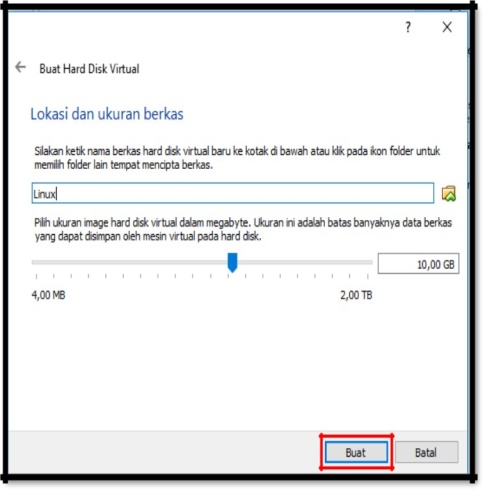 ?
X
Buat Hard Disk Virtual
Lokasi dan ukuran berkas
Silakan ketik nama berkas hard disk virtual baru ke kotak di bawah atau klik pada ikon folder untuk
memilih folder lain tempat mencipta berkas.
Linux
Pilih ukuran image hard disk virtual dalam megabyte. Ukuran ini adalah batas banyaknya data berkas
yang dapat disimpan oleh mesin virtual pada hard disk.
10,00 GB
4,00 MB 2,00 TB
Buat Batal